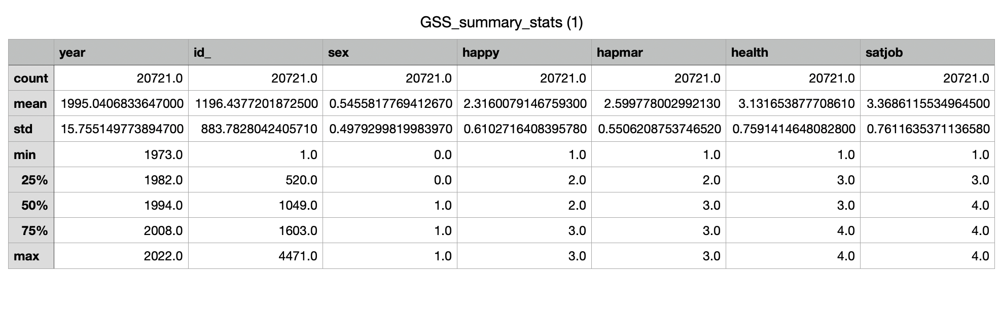 GSS_summary_stats (1)
year id_ sex happy hapmar health satjob
count 20721.0 20721.0 20721.0 20721.0 20721.0 20721.0 20721.0
mean 1995.0406833647000 1196.4377201872500 0.5455817769412670 2.3160079146759300 2.599778002992130 3.131653877708610 3.3686115534964500
std 15.755149773894700 883.7828042405710 0.4979299819983970 0.6102716408395780 0.5506208753746520 0.7591414648082800 0.7611635371136580
min 1973.0 1.0 0.0 1.0 1.0 1.0 1.0
25% 1982.0 520.0 0.0 2.0 2.0 3.0 3.0
50% 1994.0 1049.0 1.0 2.0 3.0 3.0 4.0
75% 2008.0 1603.0 1.0 3.0 3.0 4.0 4.0
max 2022.0 4471.0 1.0 3.0 3.0 4.0 4.0